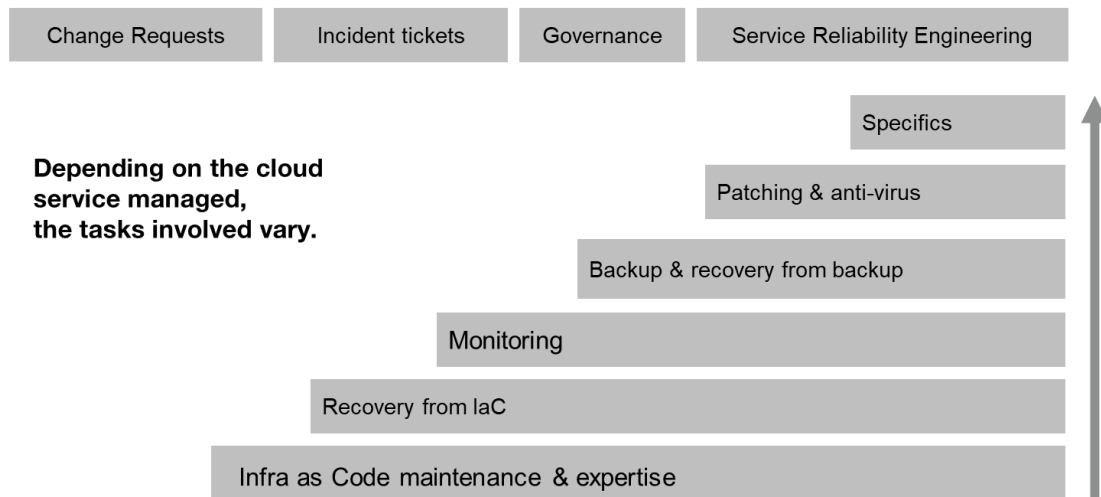 Change Requests
Incident tickets
Governance
Service Reliability Engineering
Specifics
Depending on the cloud
service managed,
the tasks involved vary.
Patching & anti-virus
Backup & recovery from backup
Monitoring
Recovery from IaC
Infra as Code maintenance & expertise